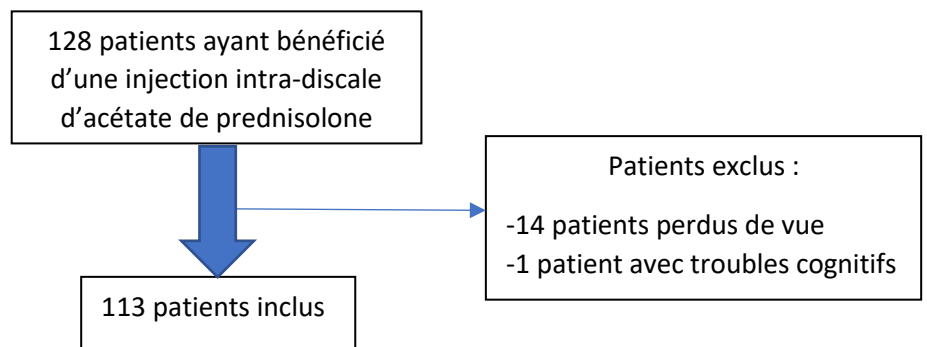 128 patients ayant bénéficié
d’une injection intra-discale
d’acétate de prednisolone
Patients exclus :
-14 patients perdus de vue
-1 patient avec troubles cognitifs
113 patients inclus